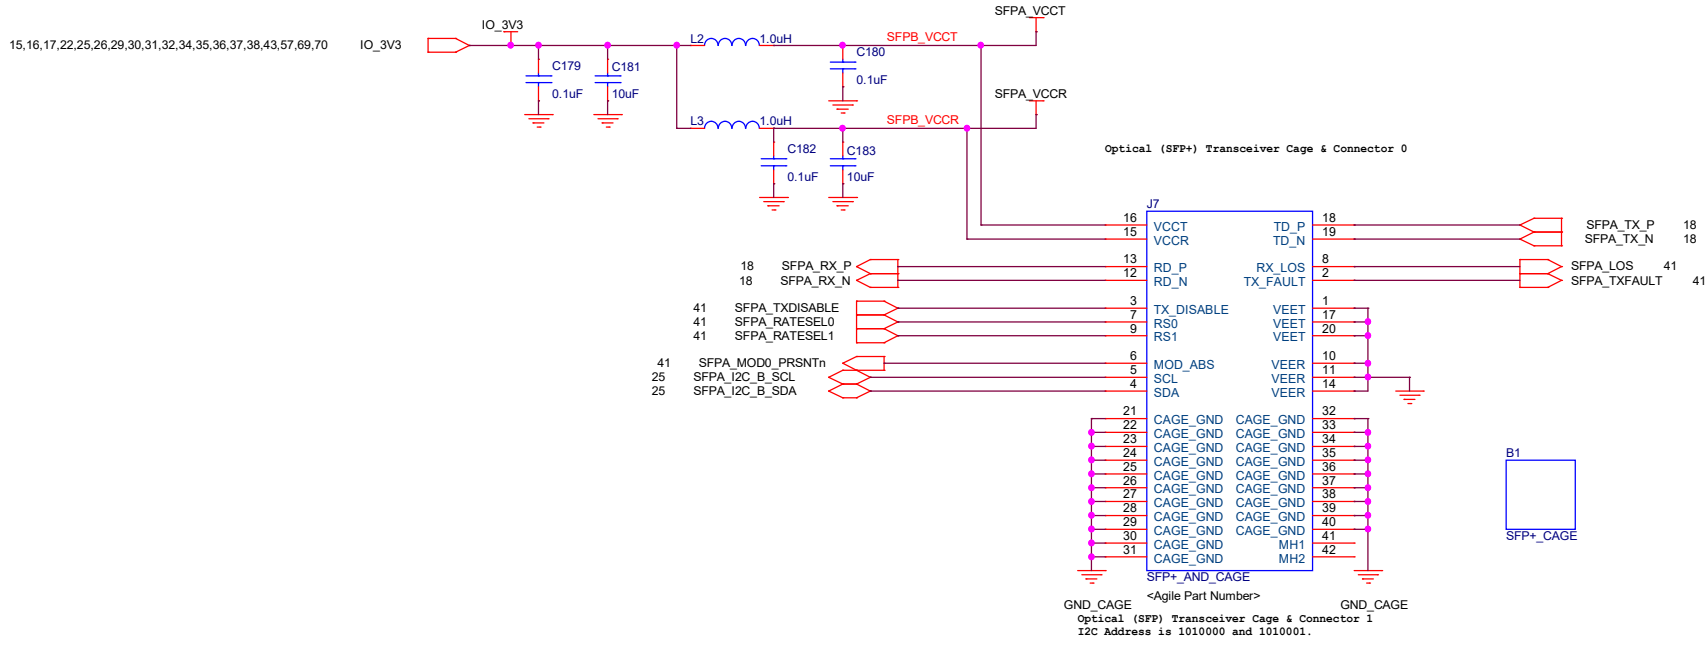 SFPA_VCCT
IO_3V3
15,16,17,22,25,26,29,30,31,32,34,35,36,37,38,43,57,69,70 IO_3V3
L2 1.0uH SFPB_VCCT
C179 0.1uF
C181 10uF
C180 0.1uF
SFPA_VCCR
L3 1.0uH SFPB_VCCR
C182 0.1uF
C183 10uF
Optical (SFP+) Transceiver Cage & Connector 0
J7
16 VCCT TD_P 18 SFPA_TX_P 18
15 VCCR TD_N 19 SFPA_TX_N 18
18 SFPA_RX_P 13 RD_P RX_LOS 8 SFPA_LOS 41
18 SFPA_RX_N 12 RD_N TX_FAULT 2 SFPA_TXFAULT 41
41 SFPA_TXDISABLE 3 TX_DISABLE VEET 1
41 SFPA_RATESEL0 7 RS0 VEET 17
41 SFPA_RATESEL1 9 RS1 VEET 20
41 SFPA_MOD0_PRSNTn 6 MOD_ABS VEER 10
25 SFPA_I2C_B_SCL 5 SCL VEER 11
25 SFPA_I2C_B_SDA 4 SDA VEER 14
21 CAGE_GND CAGE_GND 32
22 CAGE_GND CAGE_GND 33
23 CAGE_GND CAGE_GND 34
24 CAGE_GND CAGE_GND 35
25 CAGE_GND CAGE_GND 36
26 CAGE_GND CAGE_GND 37
27 CAGE_GND CAGE_GND 38
28 CAGE_GND CAGE_GND 39
29 CAGE_GND CAGE_GND 40
30 CAGE_GND MH1 41
31 CAGE_GND MH2 42
B1
SFP+_CAGE
SFP+_AND_CAGE
<Agile Part Number>
GND_CAGE GND_CAGE
Optical (SFP) Transceiver Cage & Connector 1
I2C Address is 1010000 and 1010001.